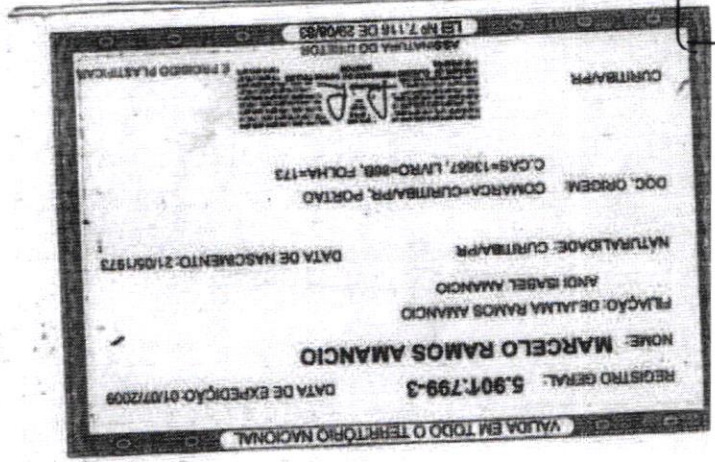 VÁLIDA EM TODO O TERRITÓRIO NACIONAL
REGISTRO GERAL: 5.901.799-3 DATA DE EXPEDIÇÃO: 01/07/2009
NOME: MARCELO RAMOS AMANCIO
FILIAÇÃO: DEJALMA RAMOS AMANCIO
ANDI ISABEL AMANCIO
NATURALIDADE: CURITIBA/PR DATA DE NASCIMENTO: 21/05/1973
DOC. ORIGEM: COMARCA=CURITIBA/PR, PORTAO
C.CAS=13667, LIVRO=86B, FOLHA=173
CURITIBA/PR
ASSINATURA DO DIRETOR
É PROIBIDO PLASTIFICAR
LEI Nº 7.116 DE 29/08/83